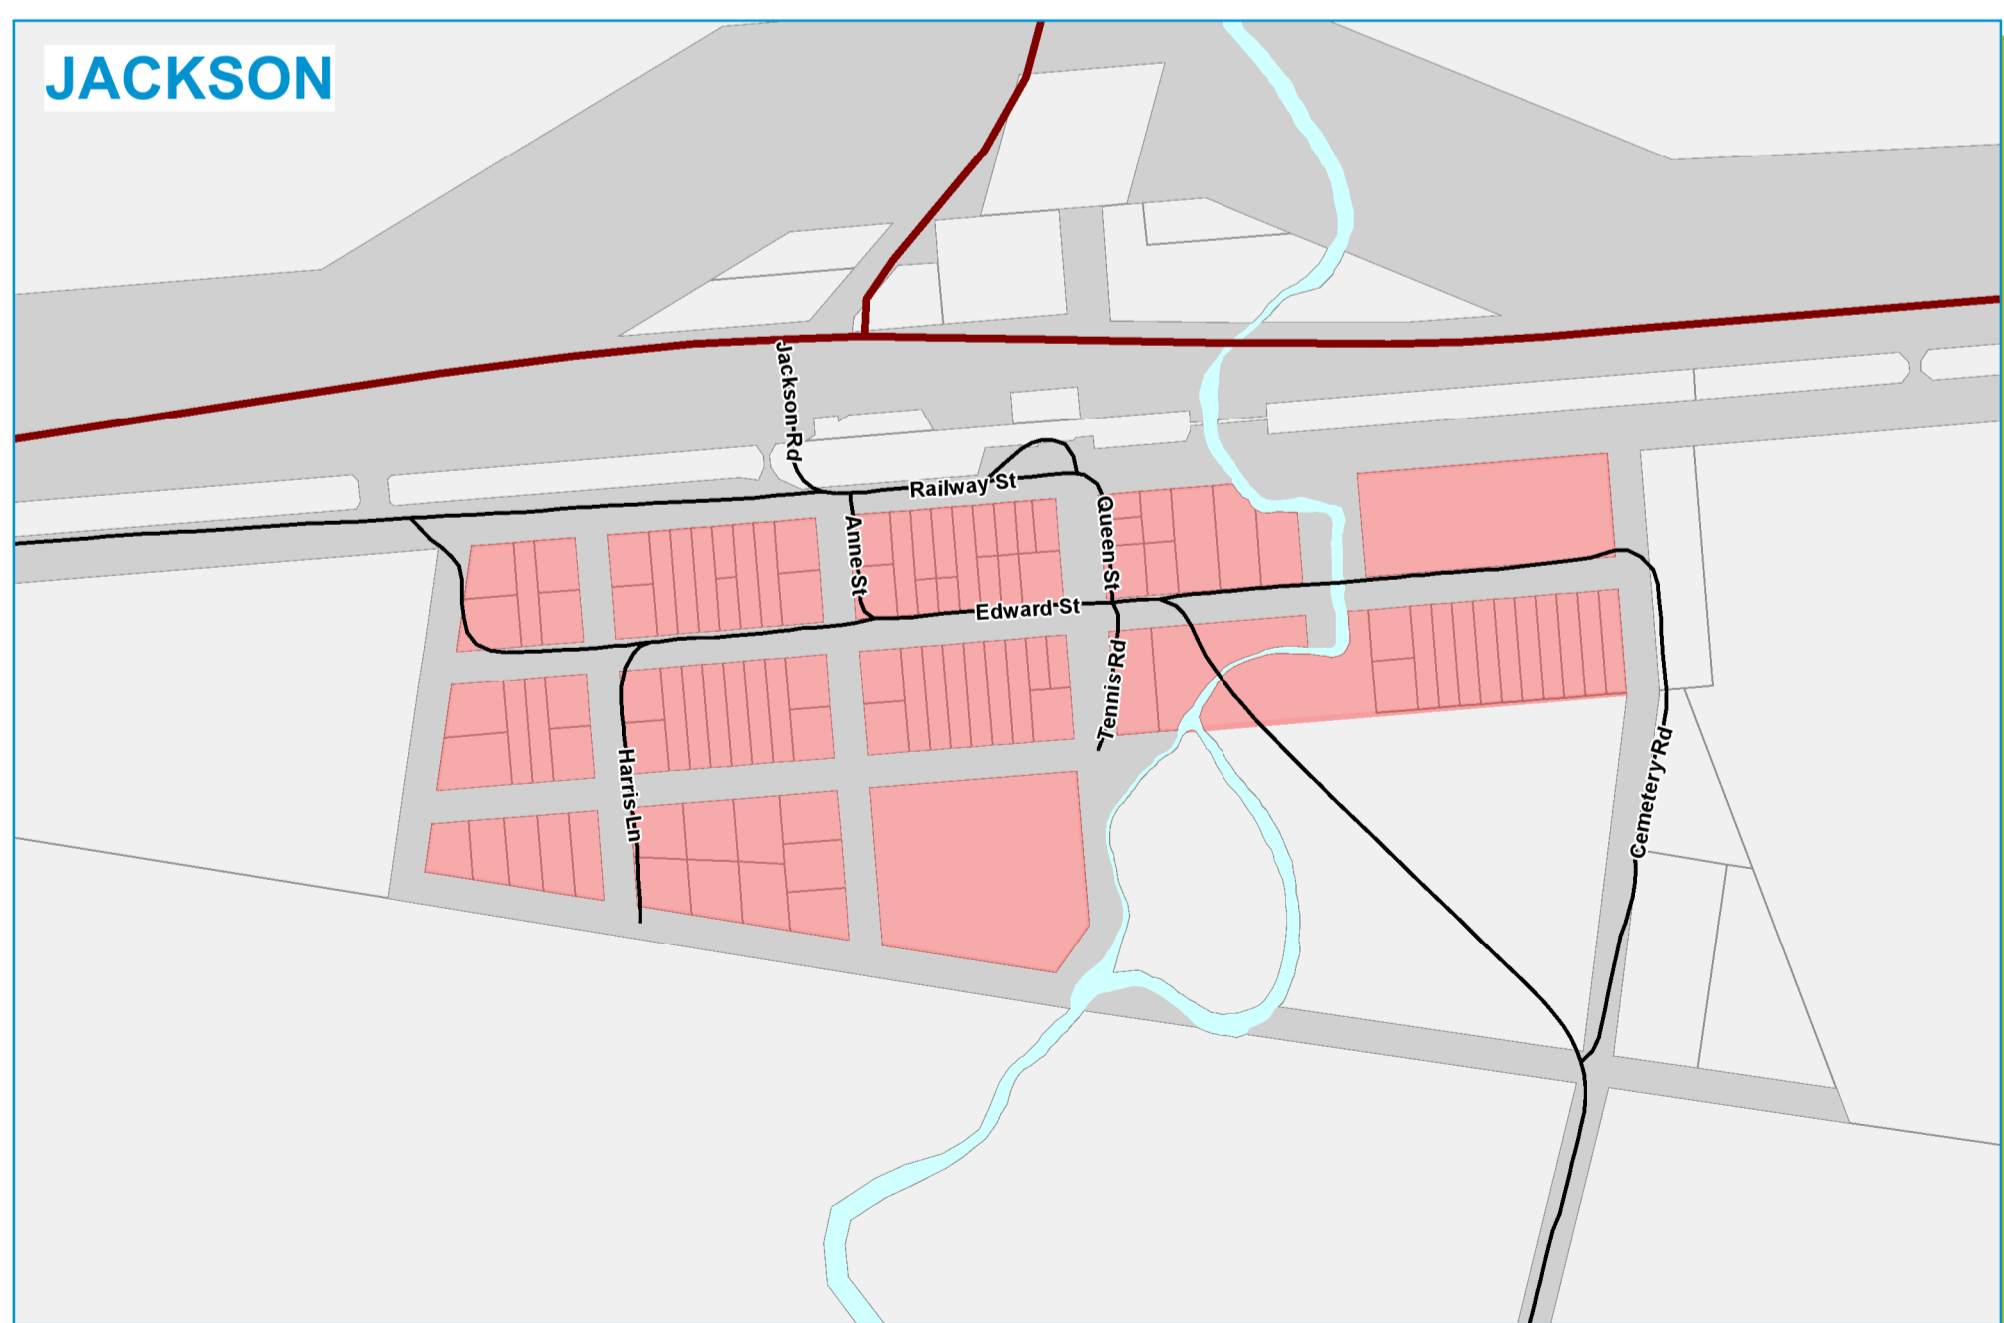 JACKSON
Jackson Rd
Railway St
Anne St
Queen St
Edward St
Tennis Rd
Harris Ln
Cemetery Rd